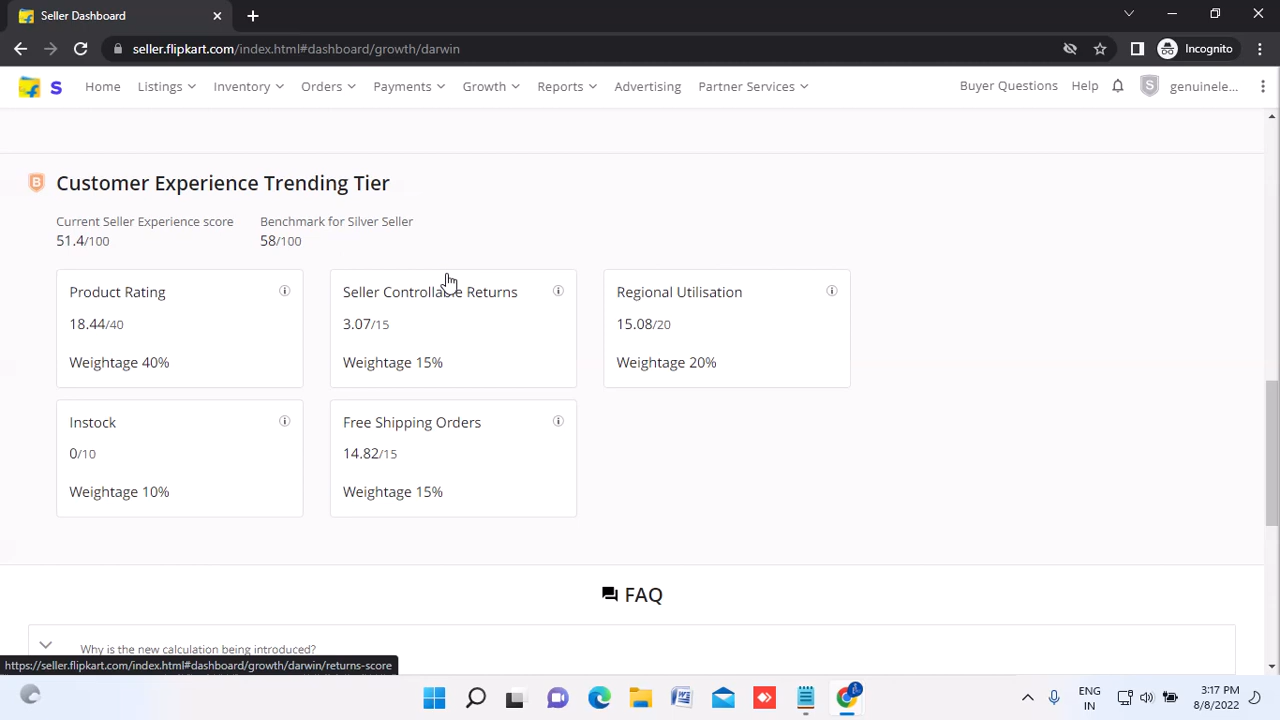 Seller Dashboard
seller.flipkart.com/index.html#dashboard/growth/darwin
Incognito
S Home Listings Inventory Orders Payments Growth Reports Advertising Partner Services Buyer Questions Help S genuinele...
B Customer Experience Trending Tier
Current Seller Experience score Benchmark for Silver Seller
51.4/100 58/100
Product Rating
18.44/40
Weightage 40%
Seller Controllable Returns
3.07/15
Weightage 15%
Regional Utilisation
15.08/20
Weightage 20%
Instock
0/10
Weightage 10%
Free Shipping Orders
14.82/15
Weightage 15%
FAQ
Why is the new calculation being introduced?
https://seller.flipkart.com/index.html#dashboard/growth/darwin/returns-score
ENG
IN
3:17 PM
8/8/2022